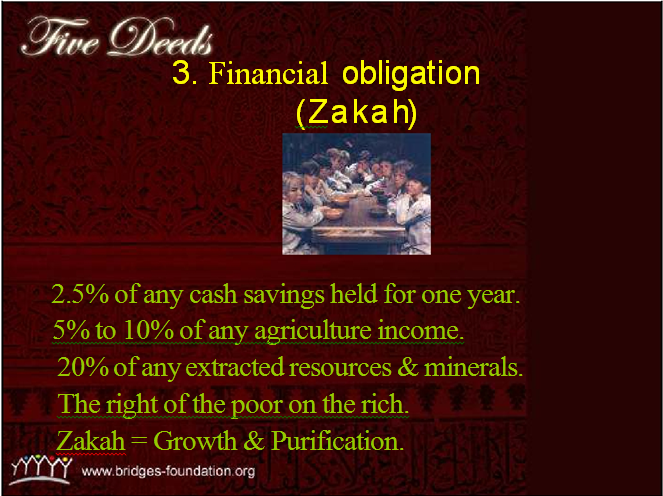 Five Deeds
3. Financial obligation
(Zakah)
2.5% of any cash savings held for one year.
5% to 10% of any agriculture income.
20% of any extracted resources & minerals.
The right of the poor on the rich.
Zakah = Growth & Purification.
www.bridges-foundation.org